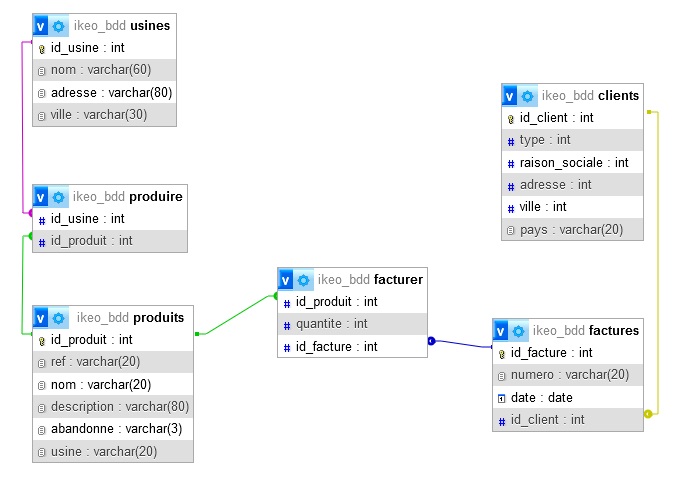 ikeo_bdd usines
id_usine : int
nom : varchar(60)
adresse : varchar(80)
ville : varchar(30)
ikeo_bdd clients
id_client : int
type : int
raison_sociale : int
adresse : int
ville : int
pays : varchar(20)
ikeo_bdd produire
id_usine : int
id_produit : int
ikeo_bdd facturer
id_produit : int
quantite : int
id_facture : int
ikeo_bdd produits
id_produit : int
ref : varchar(20)
nom : varchar(20)
description : varchar(80)
abandonne : varchar(3)
usine : varchar(20)
ikeo_bdd factures
id_facture : int
numero : varchar(20)
date : date
id_client : int